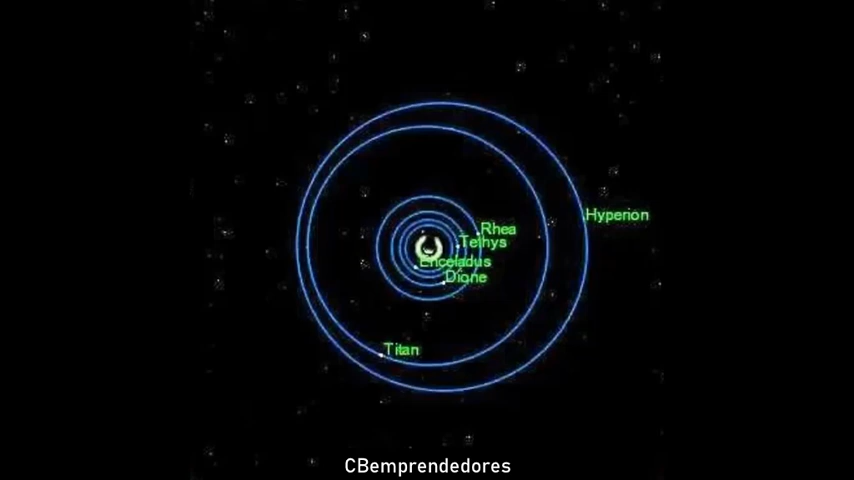 Hyperion
Rhea
Tethys
Enceladus
Dione
Titan
CBemprendedores